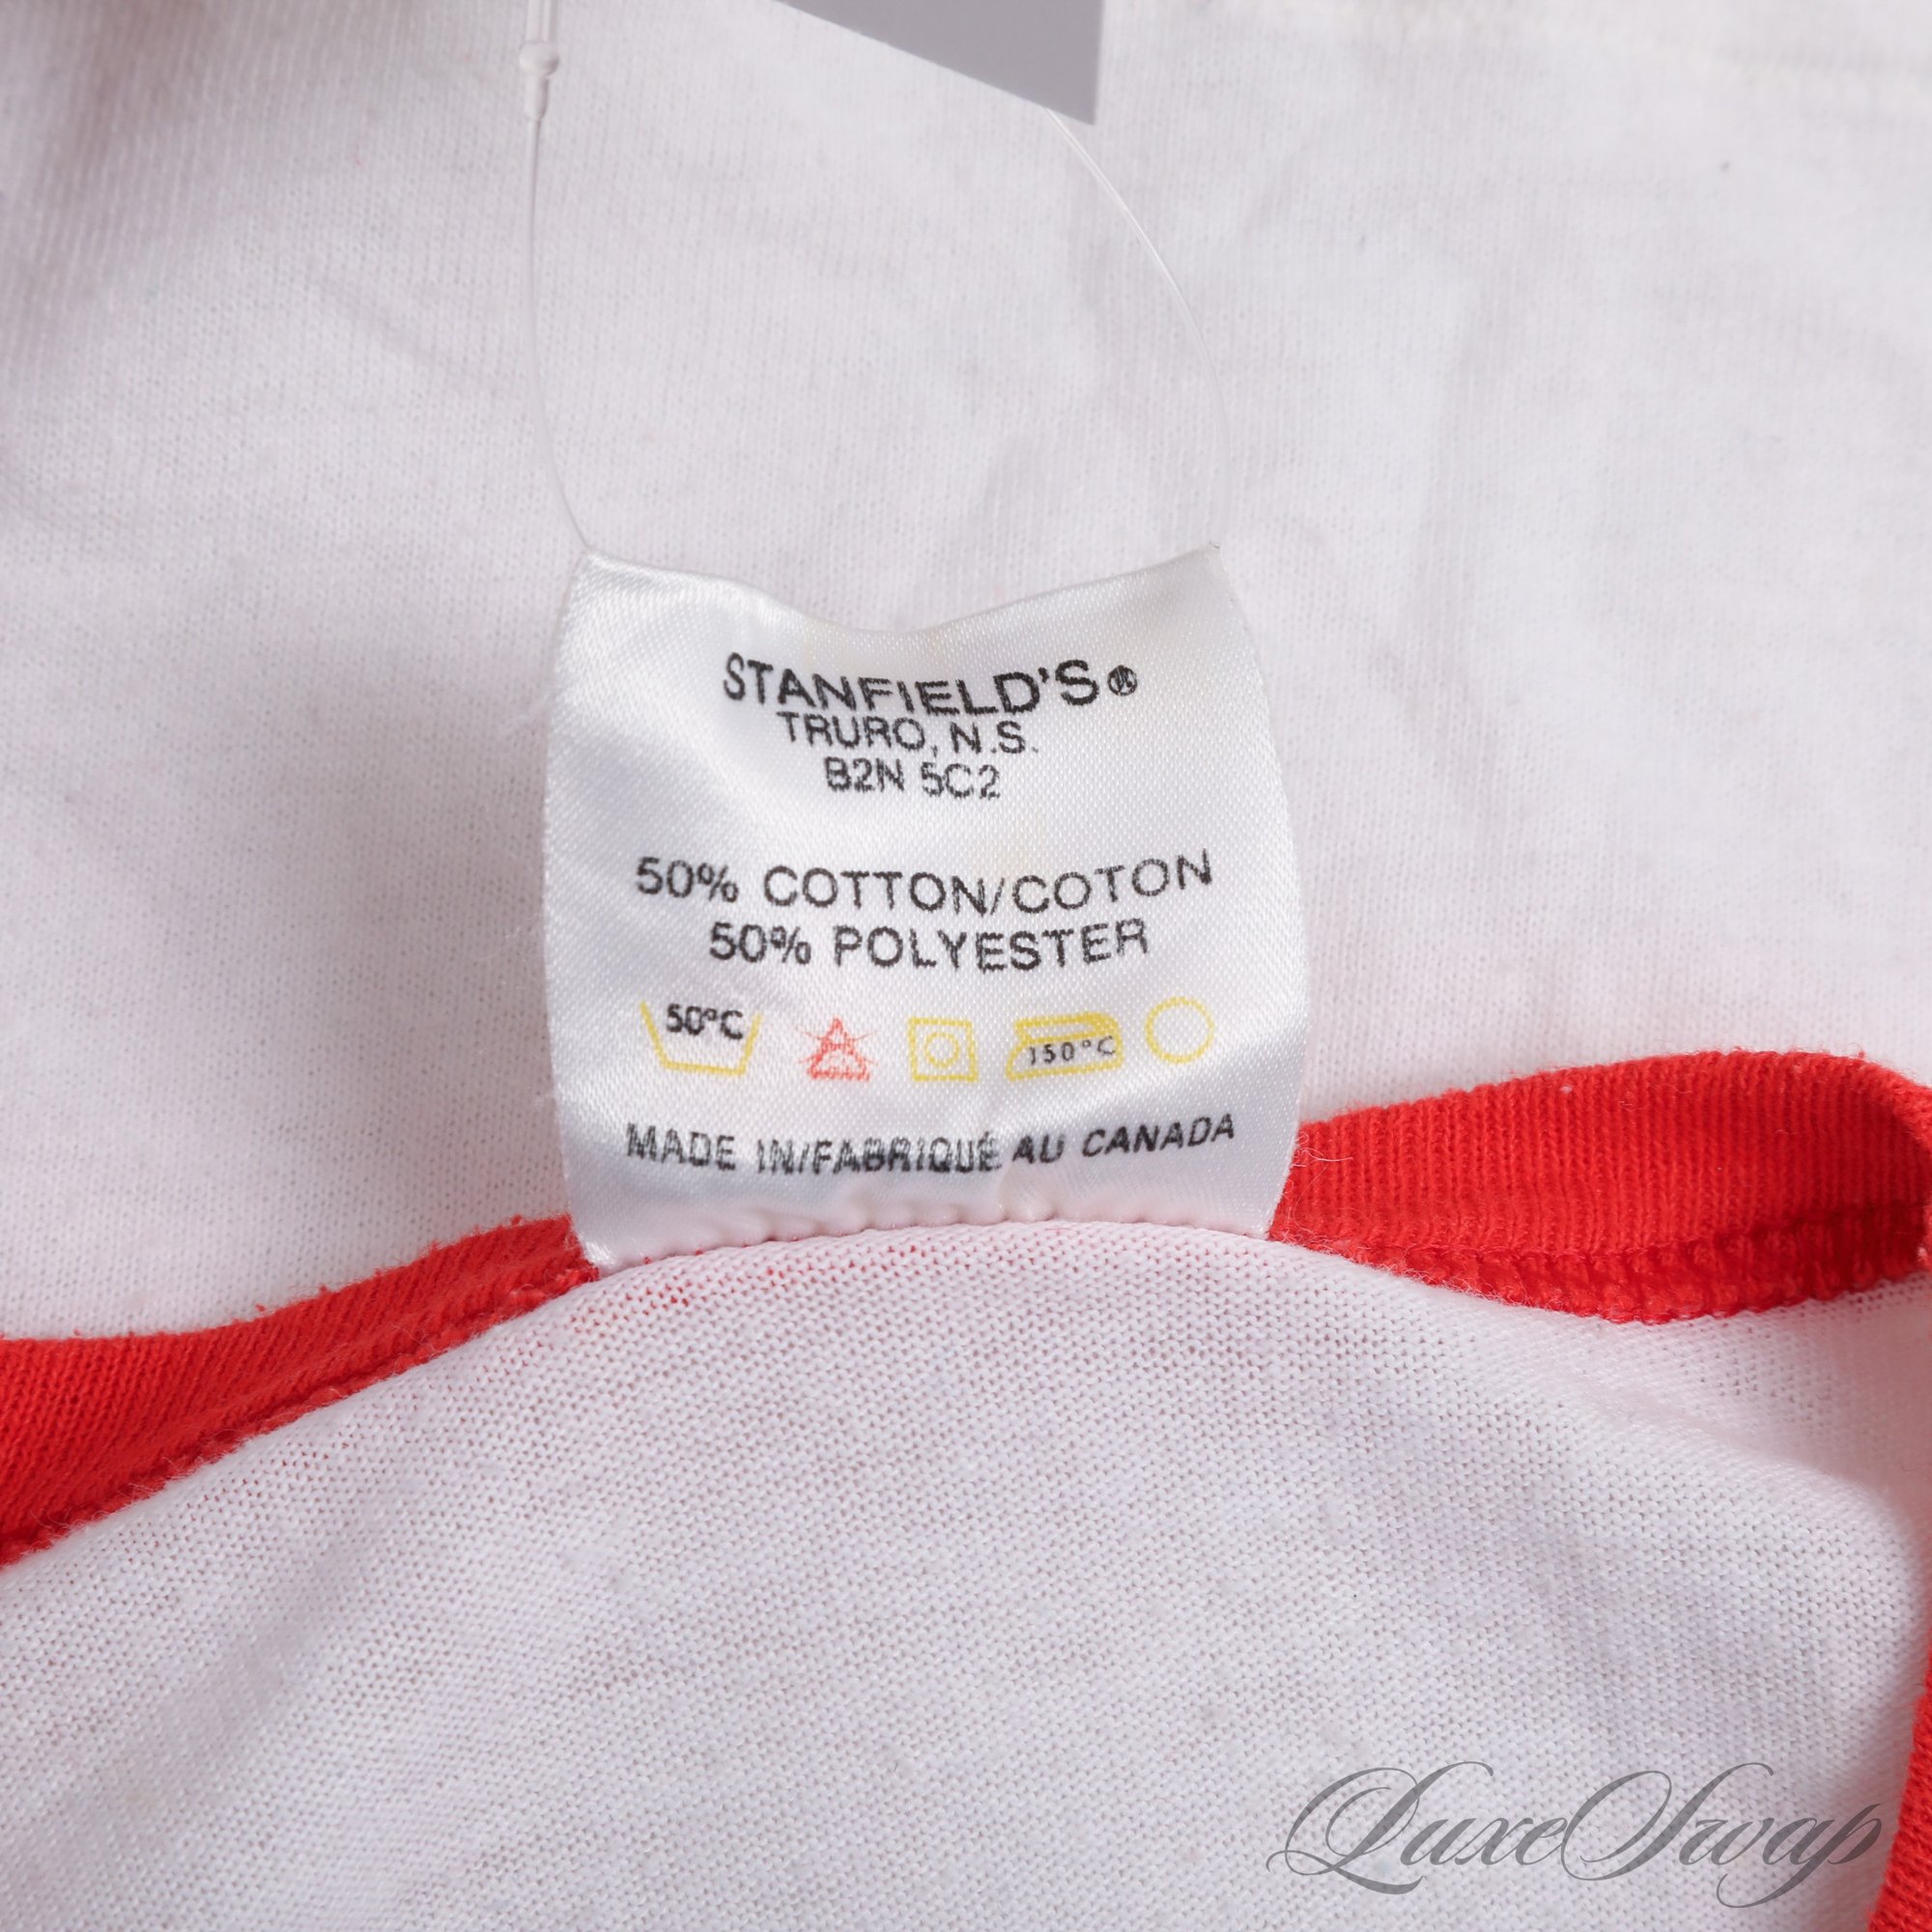 STANFIELD'S®
TRURO, N.S.
B2N 5C2
50% COTTON/COTON
50% POLYESTER
50°C
150°C
MADE IN/FABRIQUÉ AU CANADA
LuxeSwap